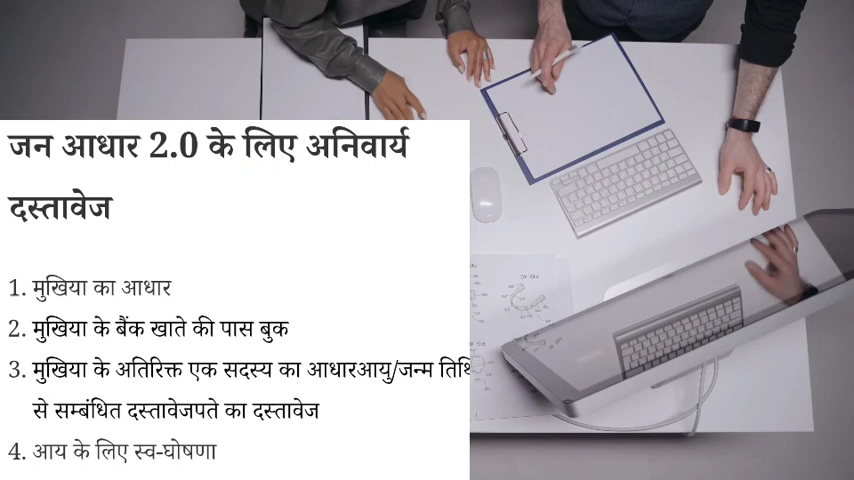 जन आधार 2.0 के लिए अनिवार्य
दस्तावेज
1. मुखिया का आधार
2. मुखिया के बैंक खाते की पास बुक
3. मुखिया के अतिरिक्त एक सदस्य का आधारआयु/जन्म
से सम्बंधित दस्तावेजपते का दस्तावेज
4. आय के लिए स्व-घोषणा